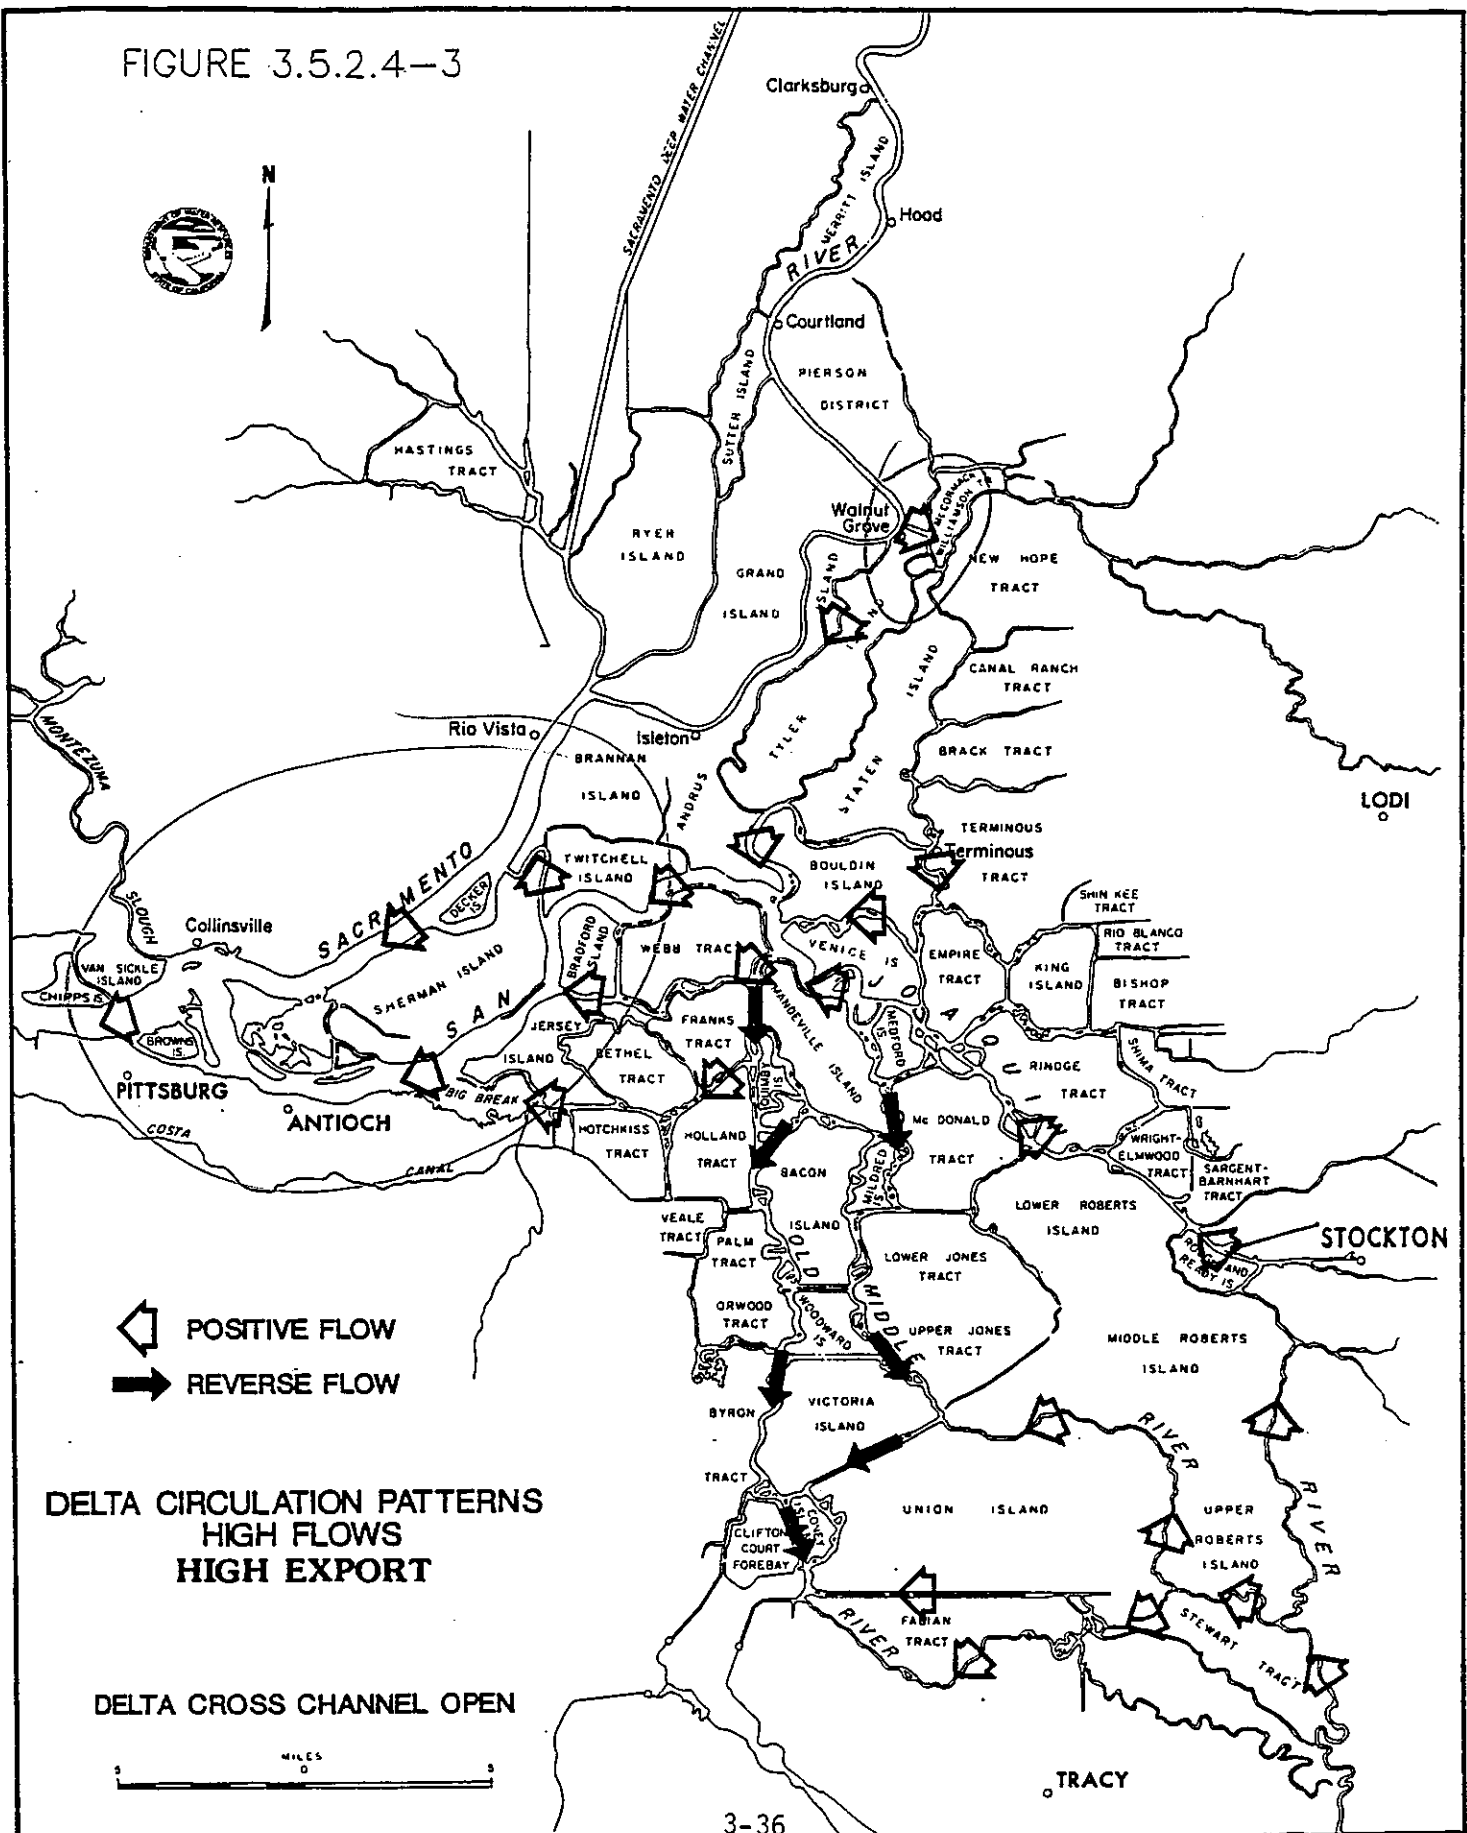 FIGURE 3.5.2.4-3
N
SACRAMENTO DEEP WATER CHANNEL
Clarksburg
MERRITT ISLAND
Hood
RIVER
Courtland
PIERSON
DISTRICT
SUTTER ISLAND
HASTINGS
TRACT
RYER
ISLAND
GRAND
ISLAND
Walnut
Grove
McCORMACK
WILLIAMSON TR
NEW HOPE
TRACT
ISLAND
CANAL RANCH
TRACT
BRACK TRACT
TYLER
STATEN
ISLAND
MONTEZUMA
SLOUGH
Rio Vista
Isleton
BRANNAN
ISLAND
ANDRUS
LODI
TERMINOUS
Terminous
TRACT
BOULDIN
ISLAND
TWITCHELL
ISLAND
SACRAMENTO
DECKER
IS.
Collinsville
SHIN KEE
TRACT
RIO BLANCO
TRACT
BISHOP
TRACT
KING
ISLAND
EMPIRE
TRACT
VENICE IS
WEBB TRACT
BRADFORD
ISLAND
SHERMAN ISLAND
VAN SICKLE
ISLAND
CHIPPS IS
BROWNS
IS.
SAN
JOAQUIN
JERSEY
ISLAND
FRANKS
TRACT
MANDEVILLE ISLAND
MEDFORD
IS
RINDGE
TRACT
SHIMA TRACT
BETHEL
TRACT
QUIMBY
IS
BIG BREAK
PITTSBURG
ANTIOCH
COSTA
CANAL
HOTCHKISS
TRACT
HOLLAND
TRACT
BACON
ISLAND
MILDRED
IS
Mc DONALD
TRACT
WRIGHT-
ELMWOOD
TRACT
SARGENT-
BARNHART
TRACT
LOWER ROBERTS
ISLAND
VEALE
TRACT
PALM
TRACT
OLD
LOWER JONES
TRACT
STOCKTON
ROUGH AND
READY IS.
ORWOOD
TRACT
WOODWARD
IS
MIDDLE
UPPER JONES
TRACT
MIDDLE ROBERTS
ISLAND
POSITIVE FLOW
REVERSE FLOW
BYRON
TRACT
VICTORIA
ISLAND
RIVER
UNION ISLAND
UPPER
ROBERTS
ISLAND
RIVER
CLIFTON
COURT
FOREBAY
CONEY
DELTA CIRCULATION PATTERNS
HIGH FLOWS
HIGH EXPORT
RIVER
FABIAN
TRACT
STEWART TRACT
DELTA CROSS CHANNEL OPEN
MILES
5 0 5
TRACY
3-36